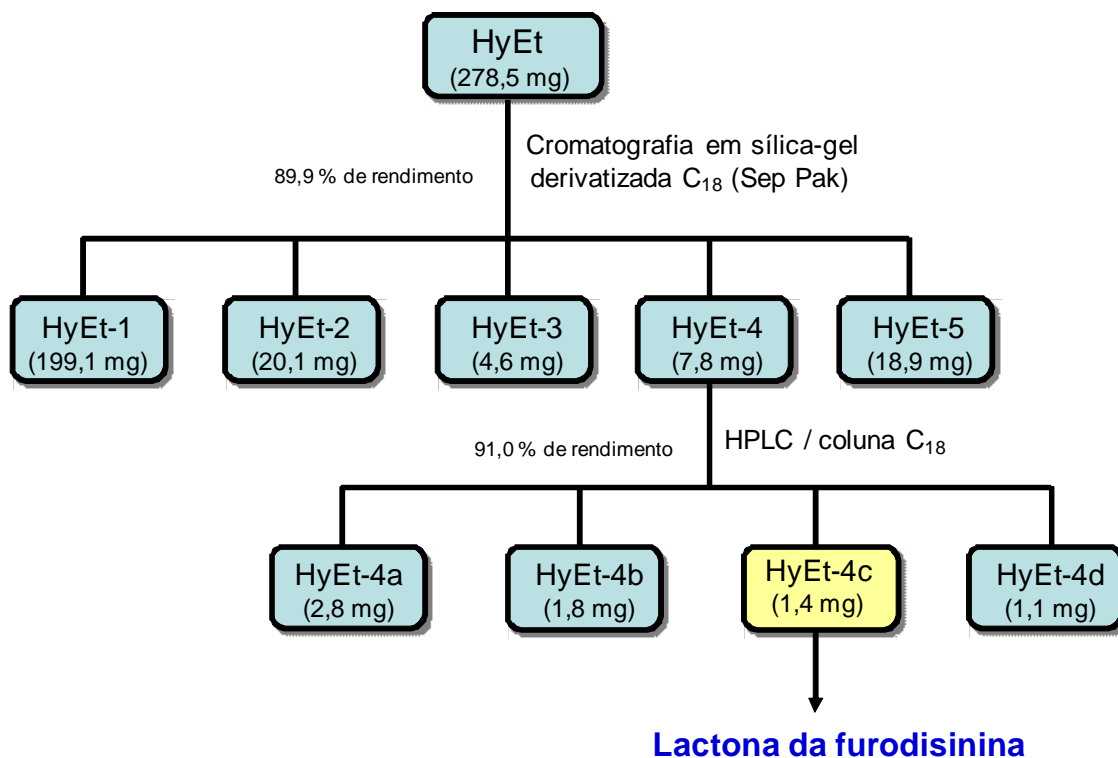 HyEt
(278,5 mg)
Cromatografia em sílica-gel
derivatizada C₁₈ (Sep Pak)
89,9 % de rendimento
HyEt-1
(199,1 mg)
HyEt-2
(20,1 mg)
HyEt-3
(4,6 mg)
HyEt-4
(7,8 mg)
HyEt-5
(18,9 mg)
91,0 % de rendimento
HPLC / coluna C₁₈
HyEt-4a
(2,8 mg)
HyEt-4b
(1,8 mg)
HyEt-4c
(1,4 mg)
HyEt-4d
(1,1 mg)
Lactona da furodisinina